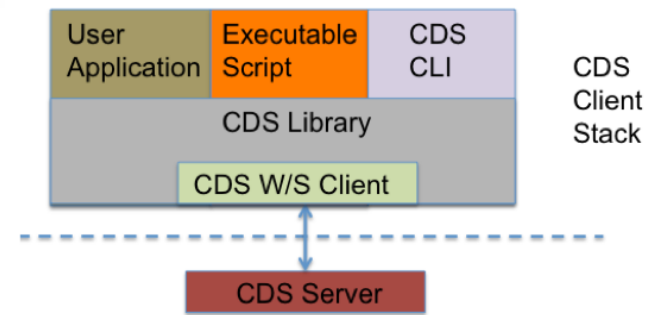 User
Application
Executable
Script
CDS
CLI
CDS
Client
Stack
CDS Library
CDS W/S Client
CDS Server